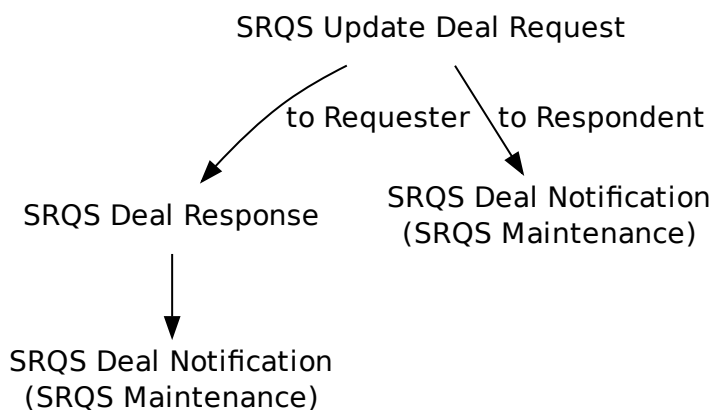 SRQS Update Deal Request
to Requester
to Respondent
SRQS Deal Response
SRQS Deal Notification
(SRQS Maintenance)
SRQS Deal Notification
(SRQS Maintenance)